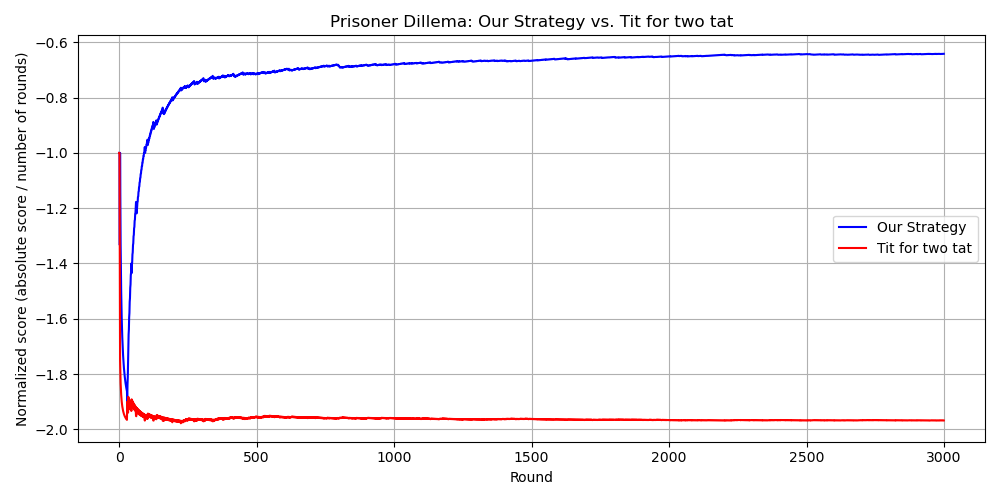 Prisoner Dillema: Our Strategy vs. Tit for two tat
Normalized score (absolute score / number of rounds)
−0.6
−0.8
−1.0
−1.2
−1.4
−1.6
−1.8
−2.0
Our Strategy
Tit for two tat
0 500 1000 1500 2000 2500 3000
Round